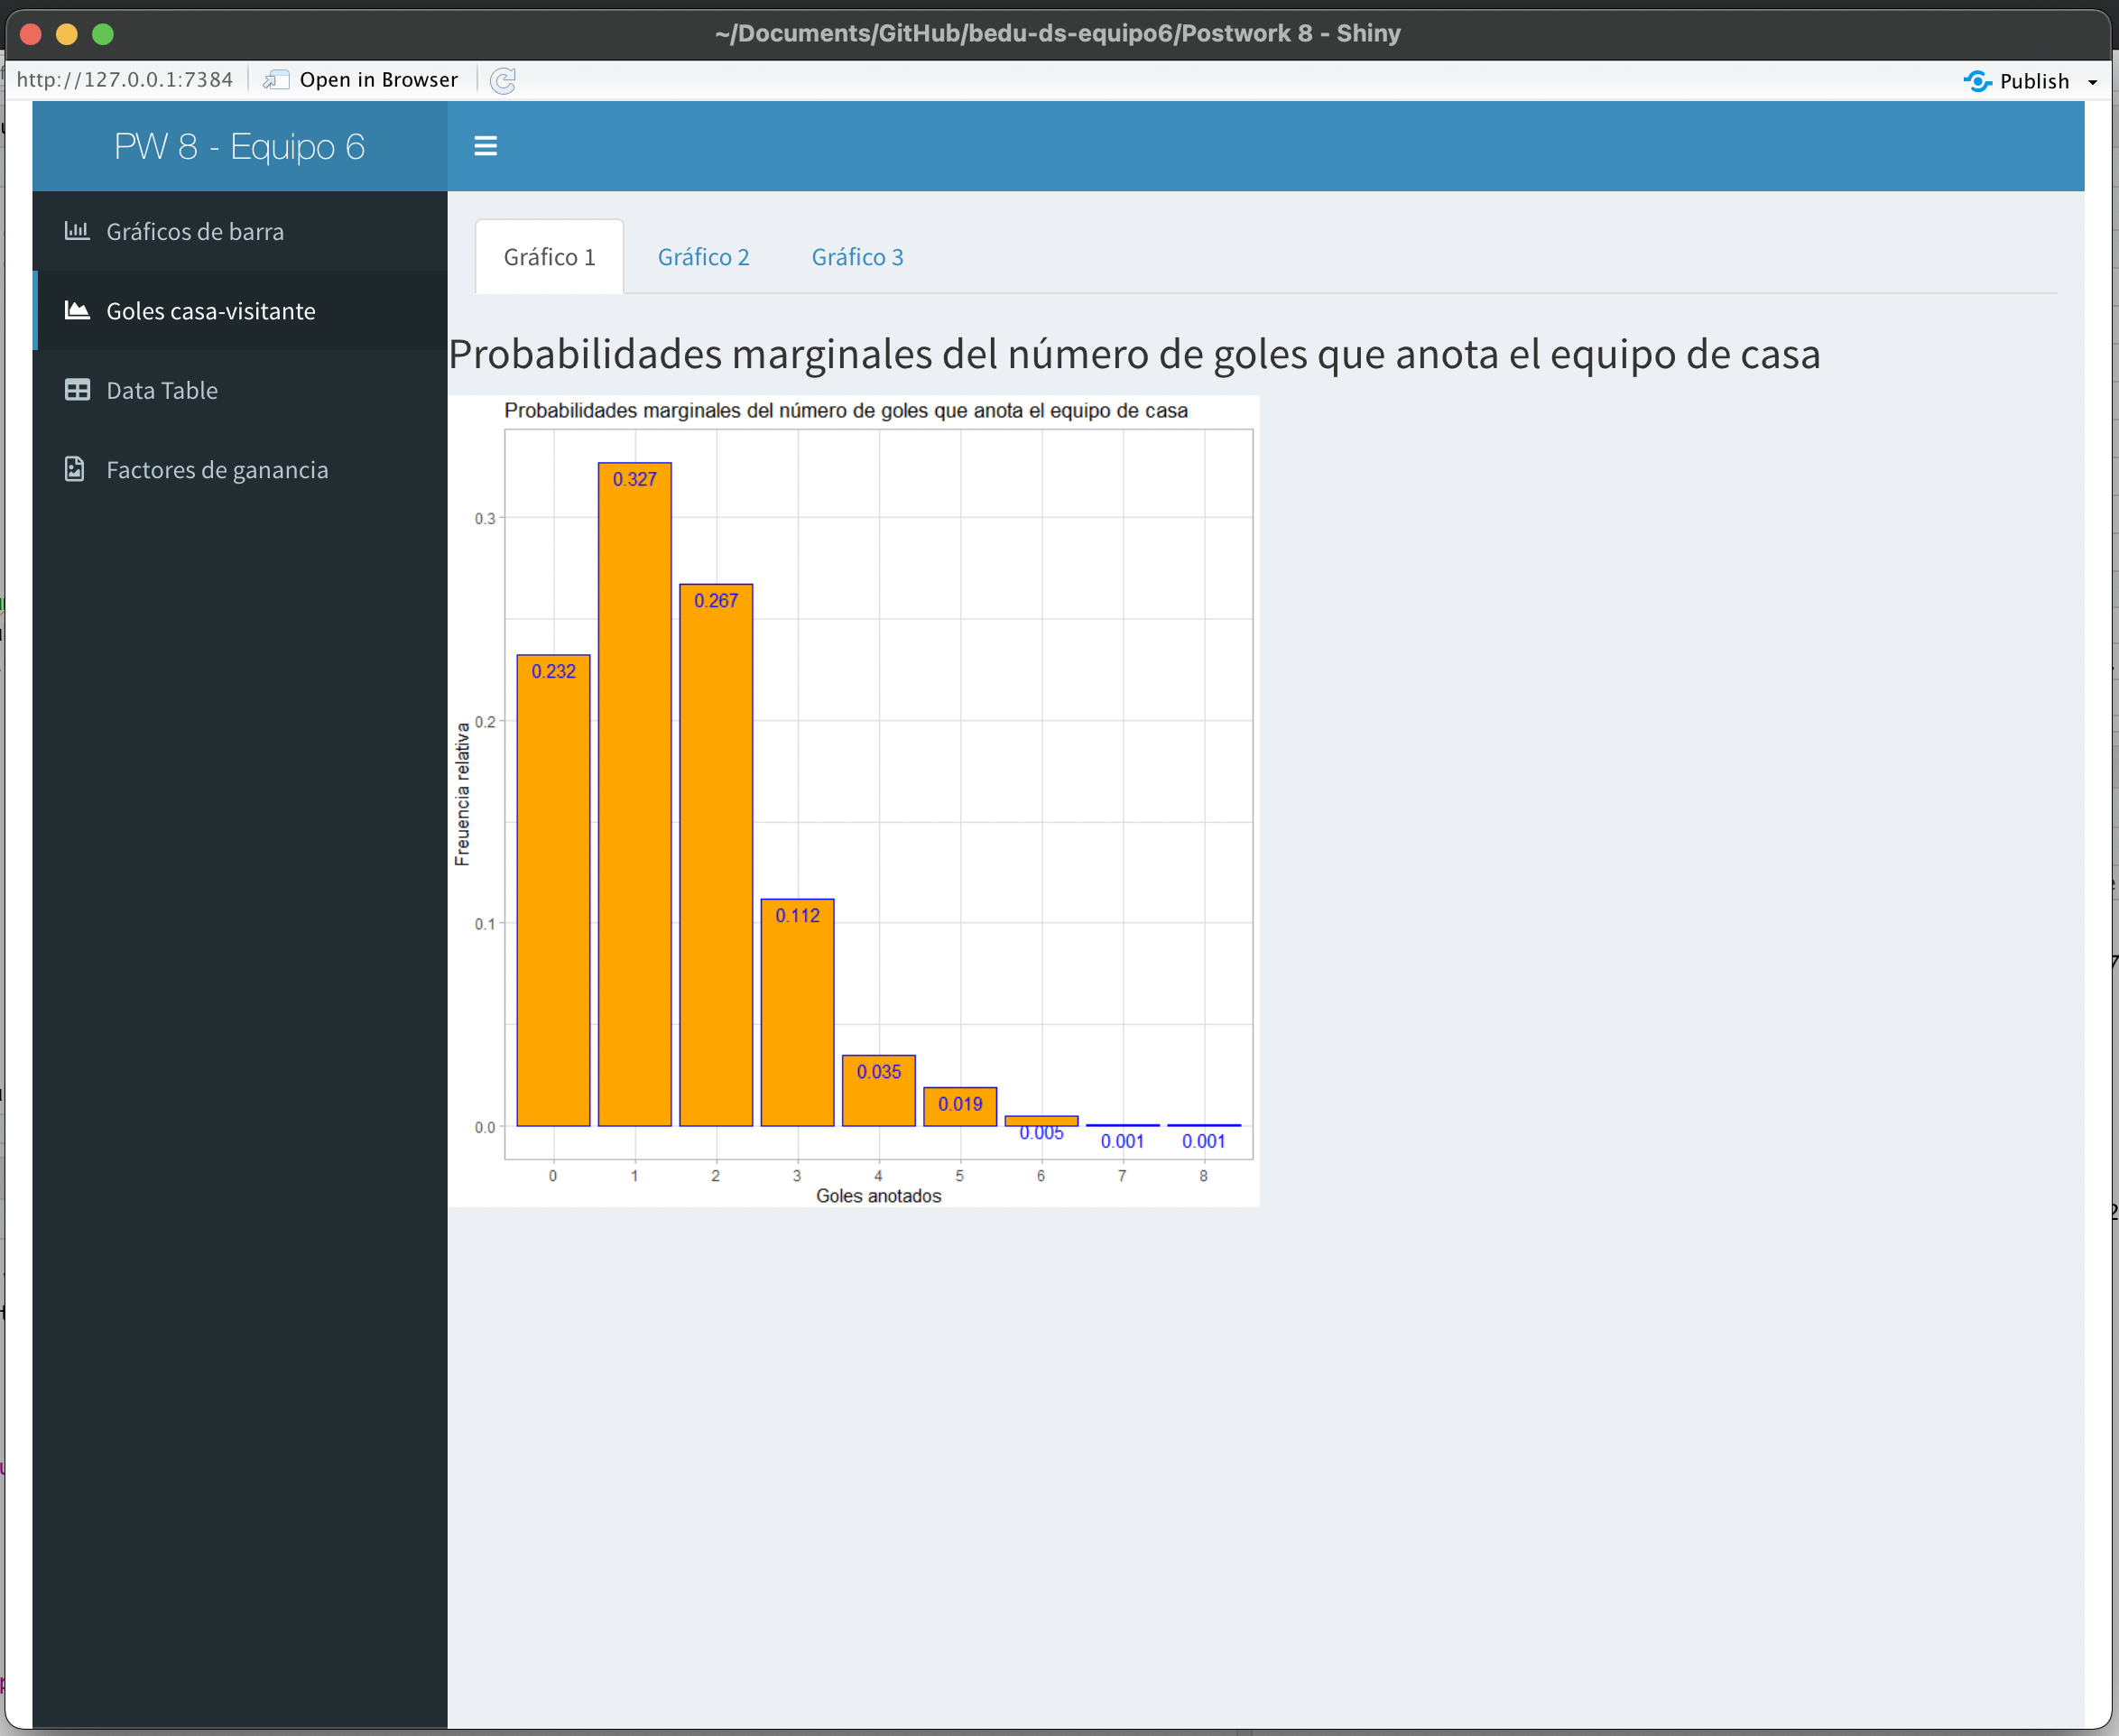 ~/Documents/GitHub/bedu-ds-equipo6/Postwork 8 - Shiny
http://127.0.0.1:7384 Open in Browser Publish
PW 8 - Equipo 6
Gráficos de barra
Goles casa-visitante
Data Table
Factores de ganancia
Gráfico 1 Gráfico 2 Gráfico 3
Probabilidades marginales del número de goles que anota el equipo de casa
Probabilidades marginales del número de goles que anota el equipo de casa
Freuencia relativa
0.3
0.2
0.1
0.0
0.232
0.327
0.267
0.112
0.035
0.019
0.005
0.001
0.001
0 1 2 3 4 5 6 7 8
Goles anotados